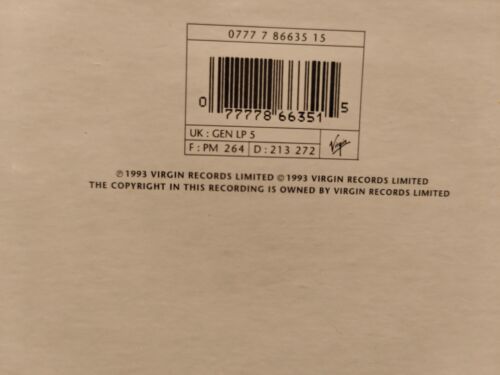 0777 7 86635 15
0 77778 66351 5
UK : GEN LP 5
F : PM 264 D : 213 272 Virgin
℗ 1993 VIRGIN RECORDS LIMITED © 1993 VIRGIN RECORDS LIMITED
THE COPYRIGHT IN THIS RECORDING IS OWNED BY VIRGIN RECORDS LIMITED